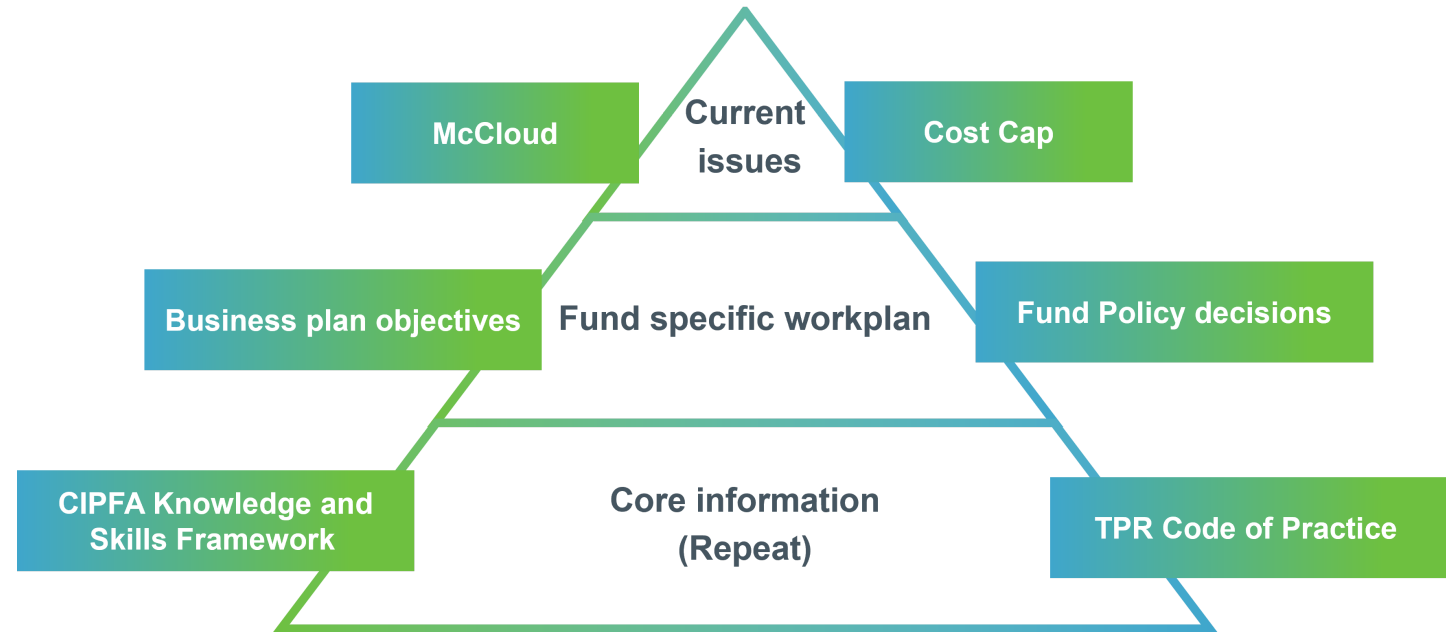 Current
issues
McCloud
Cost Cap
Business plan objectives
Fund specific workplan
Fund Policy decisions
CIPFA Knowledge and
Skills Framework
Core information
(Repeat)
TPR Code of Practice